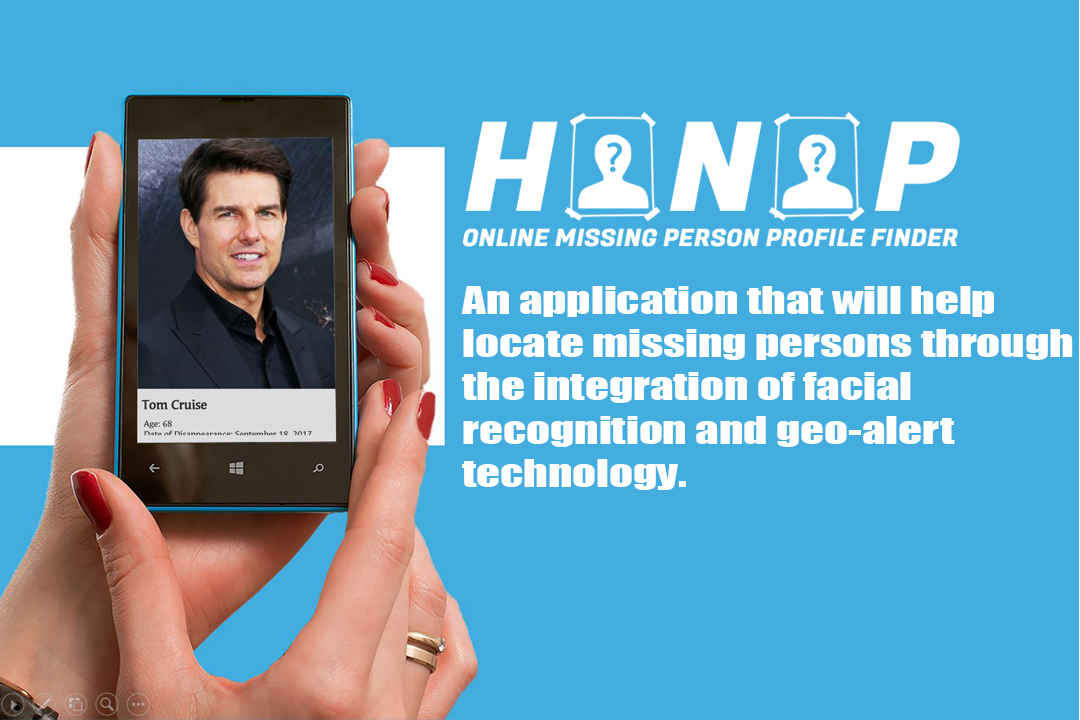 H?N?P
ONLINE MISSING PERSON PROFILE FINDER
An application that will help
locate missing persons through
the integration of facial
recognition and geo-alert
technology.
Tom Cruise
Age: 68
Date of Disappearance: September 18, 2017